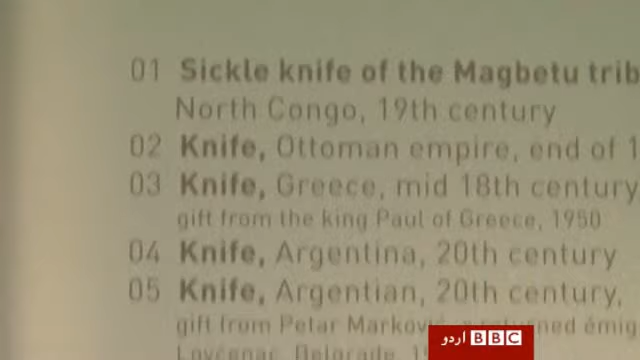 01 Sickle knife of the Magbetu
North Congo, 19th century
02 Knife, Ottoman empire, end of
03 Knife, Greece, mid 18th century
gift from the king Paul of Greece, 1950
04 Knife, Argentina, 20th century
05 Knife, Argentian, 20th century,
gift from Petar
Lovćenac, Belgrade,
BBC اردو